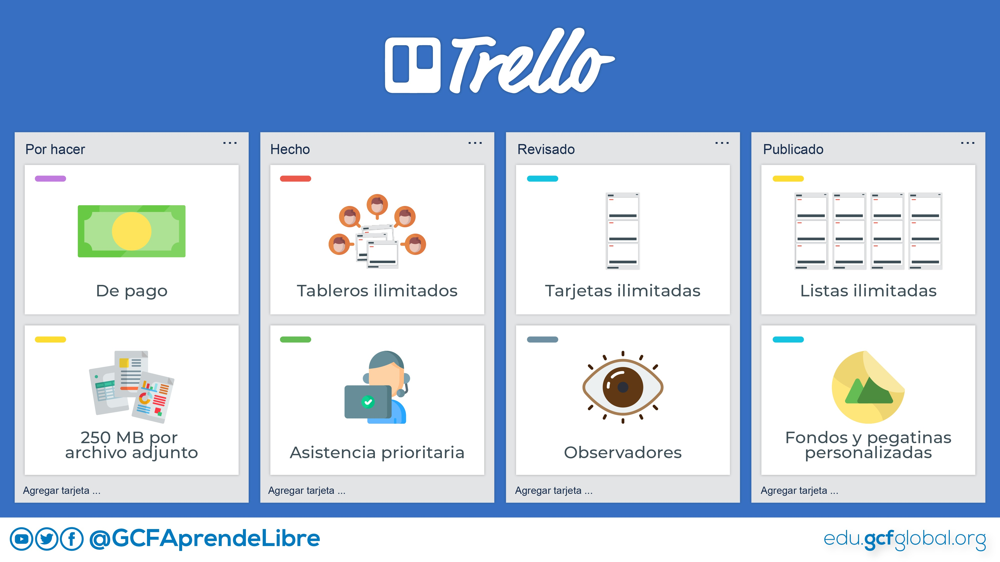 Trello
Por hacer
...
De pago
250 MB por
archivo adjunto
Agregar tarjeta ...
Hecho
...
Tableros ilimitados
Asistencia prioritaria
Agregar tarjeta ...
Revisado
...
Tarjetas ilimitadas
Observadores
Agregar tarjeta ...
Publicado
...
Listas ilimitadas
Fondos y pegatinas
personalizadas
Agregar tarjeta ...
@GCFAprendeLibre
edu.gcfglobal.org